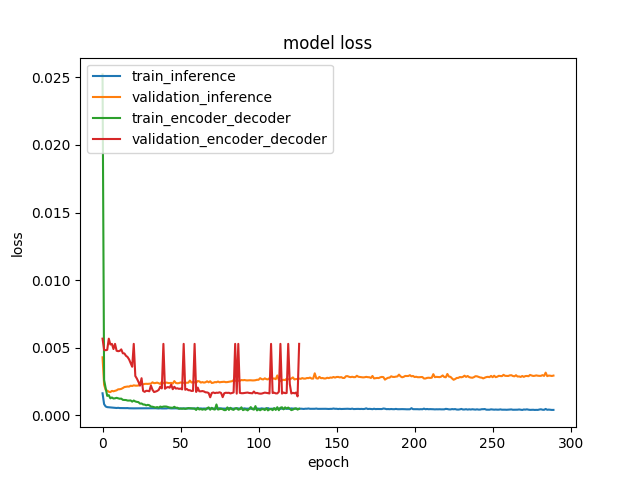 model loss
train_inference
validation_inference
train_encoder_decoder
validation_encoder_decoder
0.025
0.020
0.015
0.010
0.005
0.000
loss
0 50 100 150 200 250 300
epoch